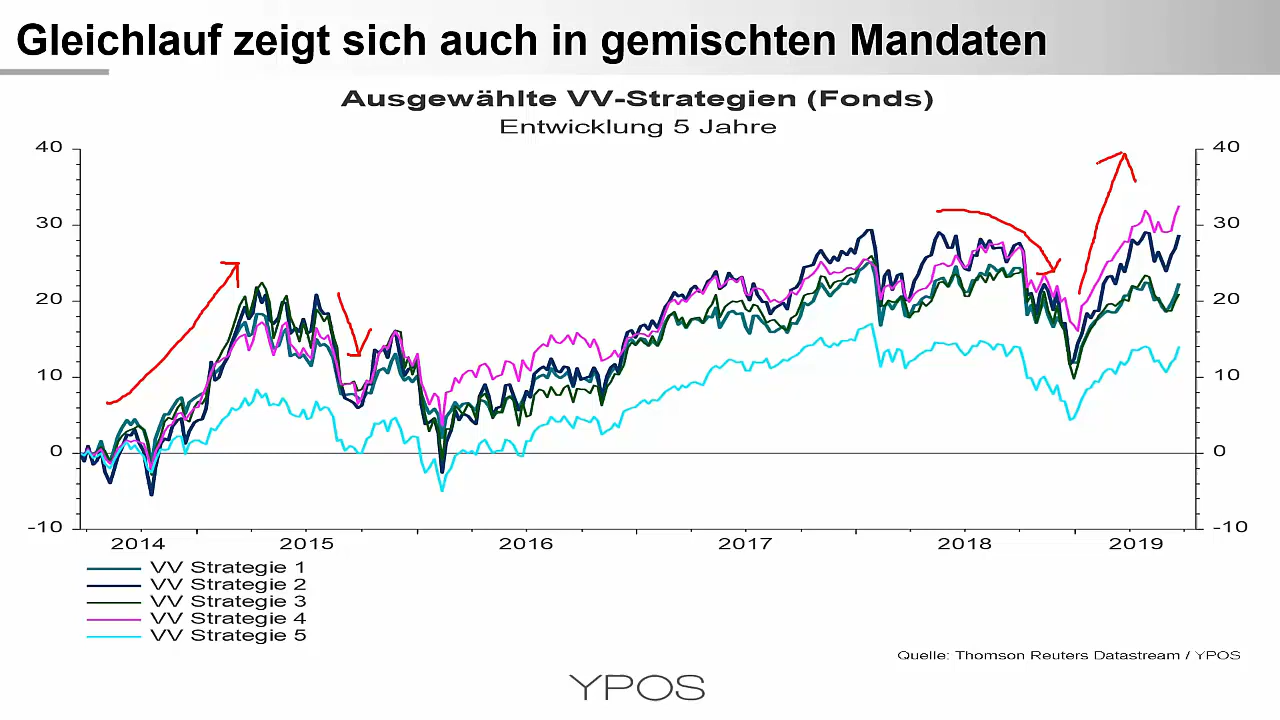 Gleichlauf zeigt sich auch in gemischten Mandaten
Ausgewählte VV-Strategien (Fonds)
Entwicklung 5 Jahre
40 40
30 30
20 20
10 10
0 0
-10 -10
2014 2015 2016 2017 2018 2019
VV Strategie 1
VV Strategie 2
VV Strategie 3
VV Strategie 4
VV Strategie 5
Quelle: Thomson Reuters Datastream / YPOS
YPOS